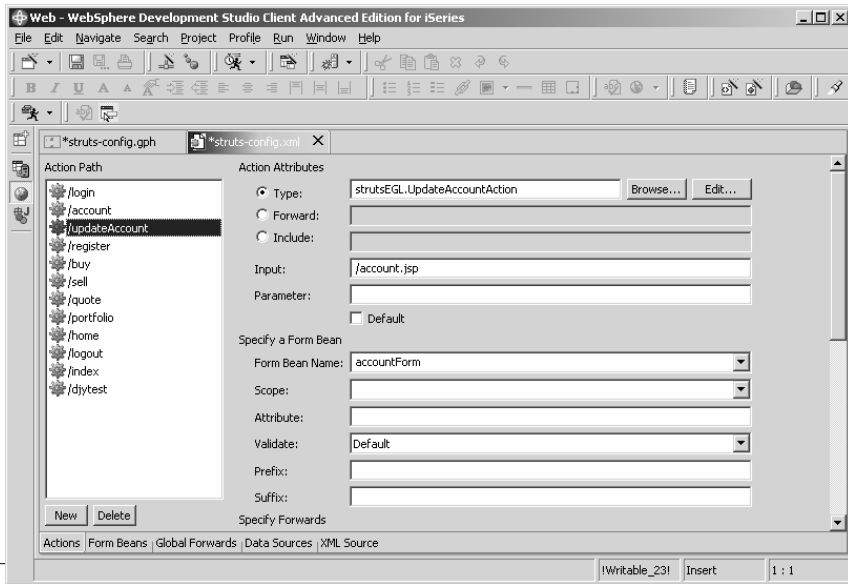 Web - WebSphere Development Studio Client Advanced Edition for iSeries
File Edit Navigate Search Project Profile Run Window Help
B I U A A
*struts-config.gph *struts-config.xml X
Action Path
/login
/account
/updateAccount
/register
/buy
/sell
/quote
/portfolio
/home
/logout
/index
/djytest
New Delete
Action Attributes
Type: strutsEGL.UpdateAccountAction Browse... Edit...
Forward:
Include:
Input: /account.jsp
Parameter:
Default
Specify a Form Bean
Form Bean Name: accountForm
Scope:
Attribute:
Validate: Default
Prefix:
Suffix:
Specify Forwards
Actions Form Beans Global Forwards Data Sources XML Source
!Writable_23! Insert 1 : 1